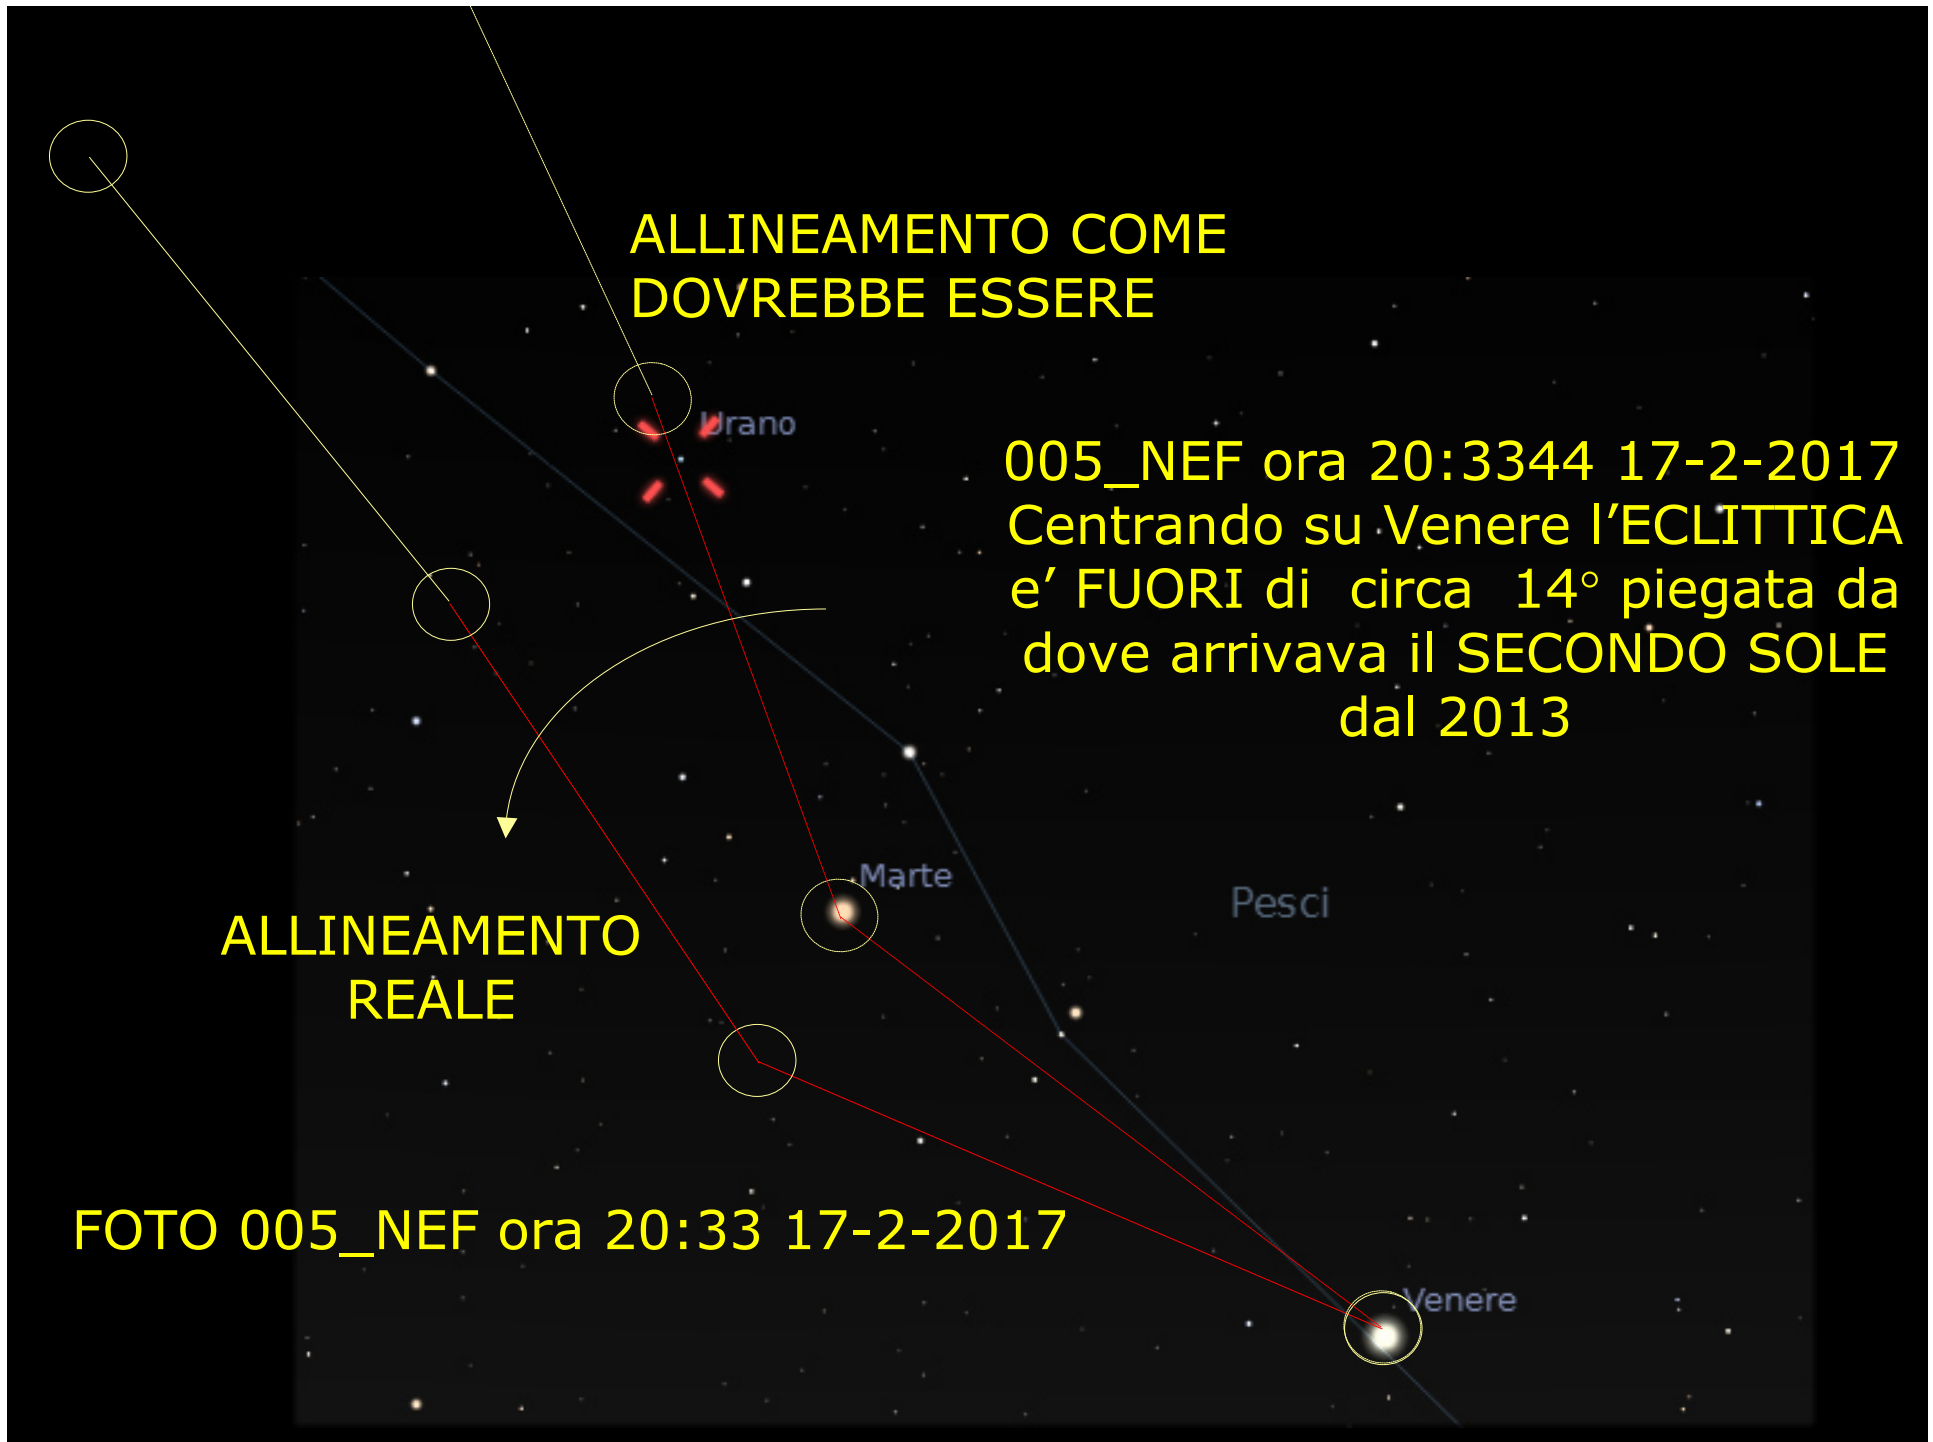 ALLINEAMENTO COME
DOVREBBE ESSERE
Urano
005_NEF ora 20:3344 17-2-2017
Centrando su Venere l’ECLITTICA
e’ FUORI di circa 14° piegata da
dove arrivava il SECONDO SOLE
dal 2013
Marte
Pesci
ALLINEAMENTO
REALE
FOTO 005_NEF ora 20:33 17-2-2017
Venere